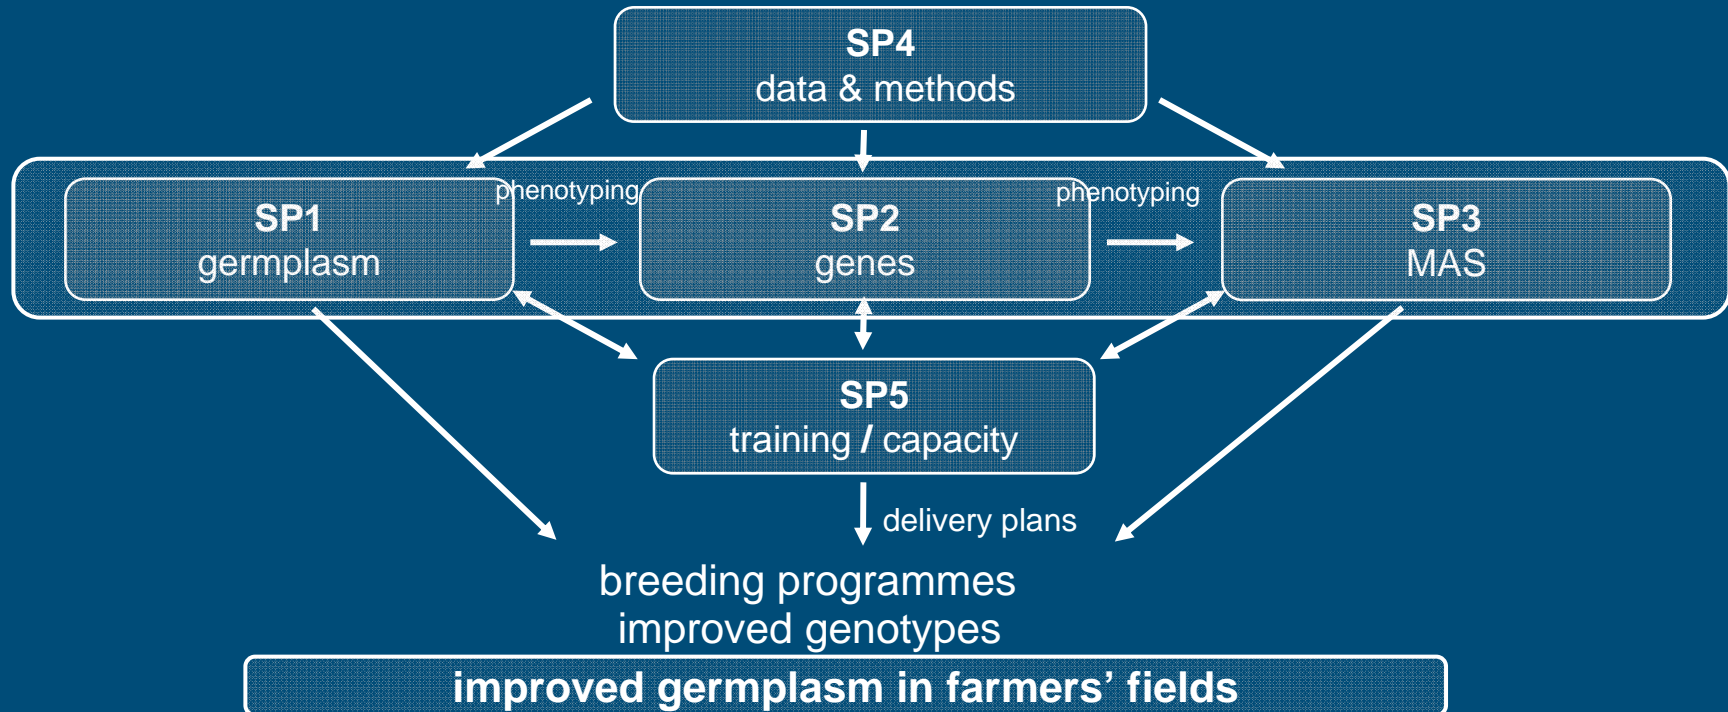 SP4
data & methods
phenotyping
phenotyping
SP1
germplasm
SP2
genes
SP3
MAS
SP5
training / capacity
delivery plans
breeding programmes
improved genotypes
improved germplasm in farmers’ fields